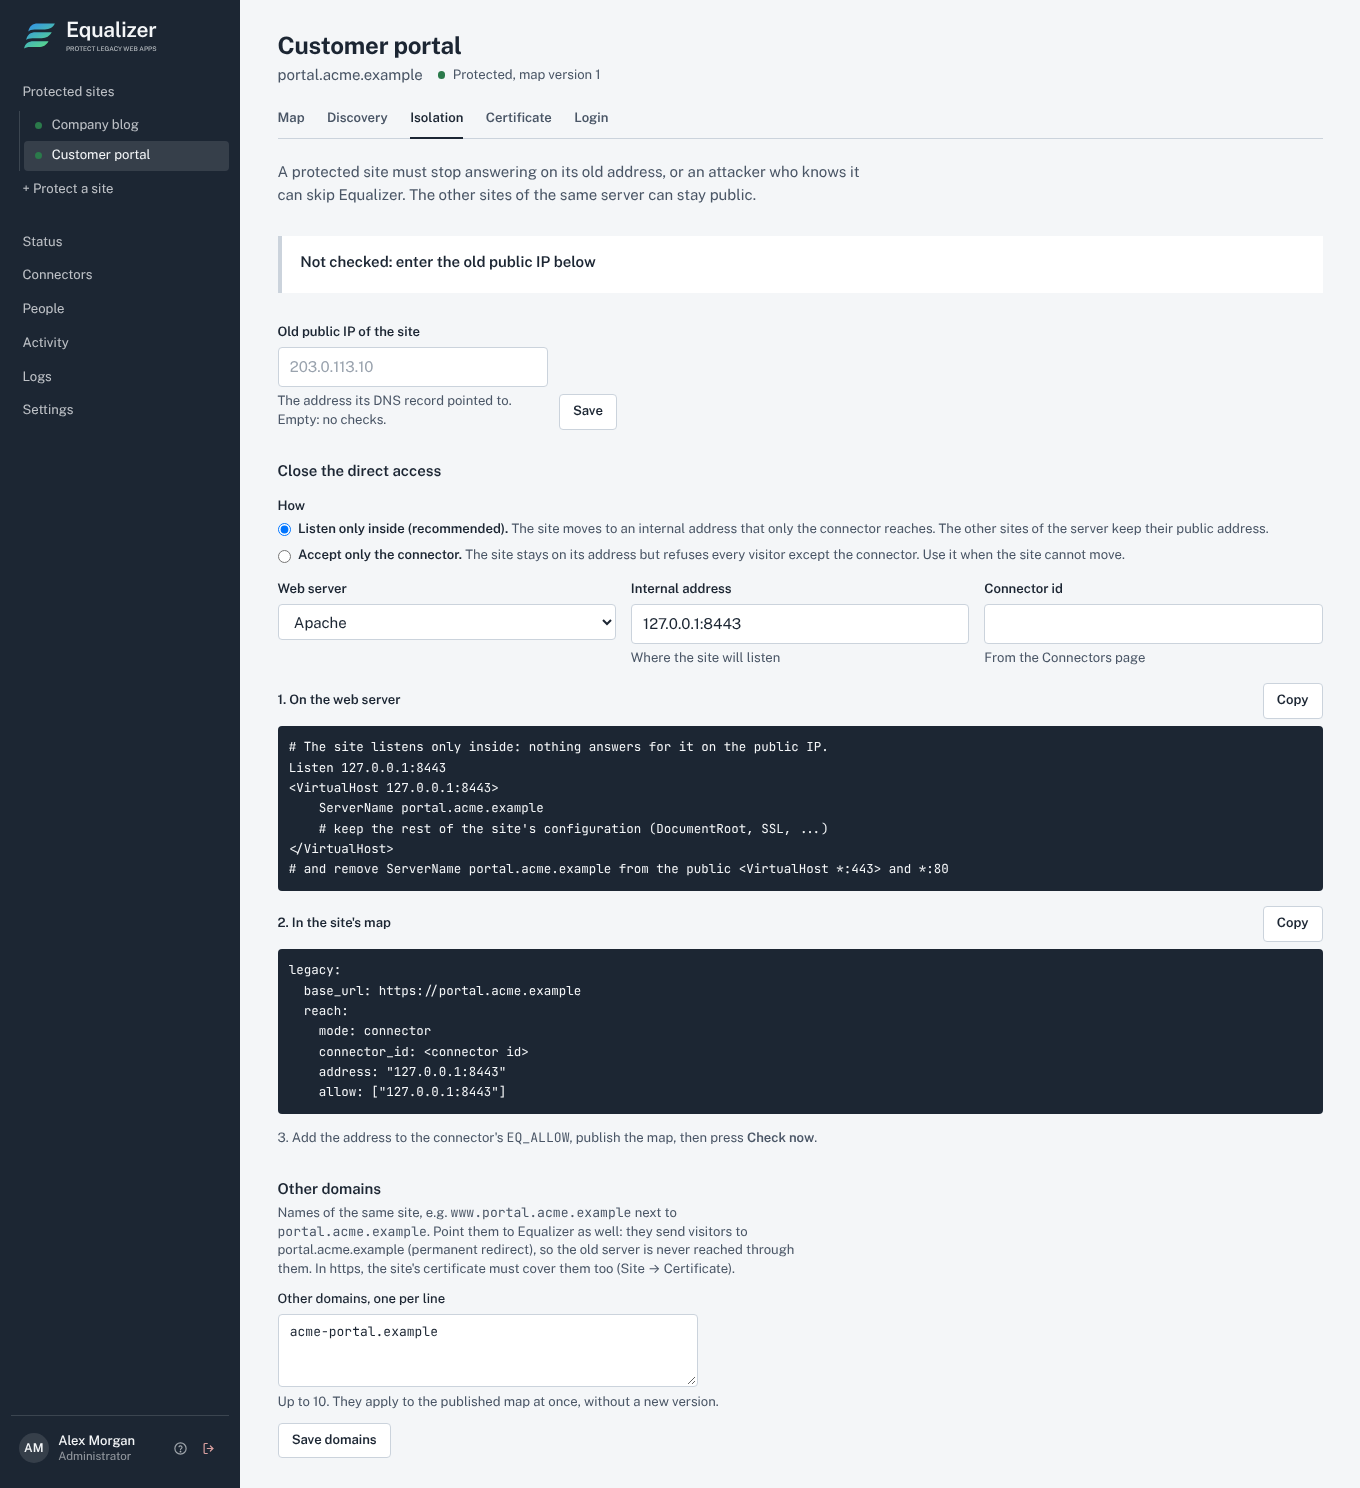 Equalizer
PROTECT LEGACY WEB APPS
Protected sites
Company blog
Customer portal
+ Protect a site
Status
Connectors
People
Activity
Logs
Settings
AM
Alex Morgan
Administrator
Customer portal
portal.acme.example
Protected, map version 1
Map Discovery Isolation Certificate Login
A protected site must stop answering on its old address, or an attacker who knows it
can skip Equalizer. The other sites of the same server can stay public.
Not checked: enter the old public IP below
Old public IP of the site
203.0.113.10
The address its DNS record pointed to.
Empty: no checks.
Save
Close the direct access
How
Listen only inside (recommended). The site moves to an internal address that only the connector reaches. The other sites of the server keep their public address.
Accept only the connector. The site stays on its address but refuses every visitor except the connector. Use it when the site cannot move.
Web server Internal address Connector id
Apache 127.0.0.1:8443
Where the site will listen From the Connectors page
1. On the web server Copy
# The site listens only inside: nothing answers for it on the public IP.
Listen 127.0.0.1:8443
<VirtualHost 127.0.0.1:8443>
    ServerName portal.acme.example
    # keep the rest of the site's configuration (DocumentRoot, SSL, ...)
</VirtualHost>
# and remove ServerName portal.acme.example from the public <VirtualHost *:443> and *:80
2. In the site's map Copy
legacy:
  base_url: https://portal.acme.example
  reach:
    mode: connector
    connector_id: <connector id>
    address: "127.0.0.1:8443"
    allow: ["127.0.0.1:8443"]
3. Add the address to the connector's EQ_ALLOW, publish the map, then press Check now.
Other domains
Names of the same site, e.g. www.portal.acme.example next to
portal.acme.example. Point them to Equalizer as well: they send visitors to
portal.acme.example (permanent redirect), so the old server is never reached through
them. In https, the site's certificate must cover them too (Site → Certificate).
Other domains, one per line
acme-portal.example
Up to 10. They apply to the published map at once, without a new version.
Save domains